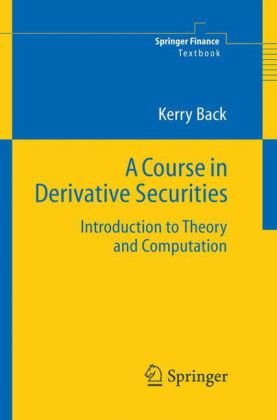 Springer Finance
Textbook
Kerry Back
A Course in
Derivative Securities
Introduction to Theory
and Computation
Springer